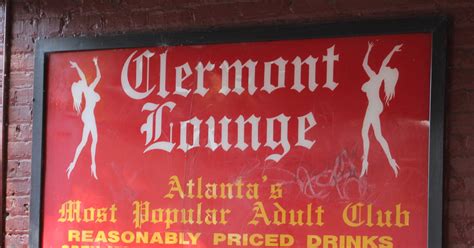 Clermont
Lounge
Atlanta's
Most Popular Adult Club
REASONABLY PRICED DRINKS